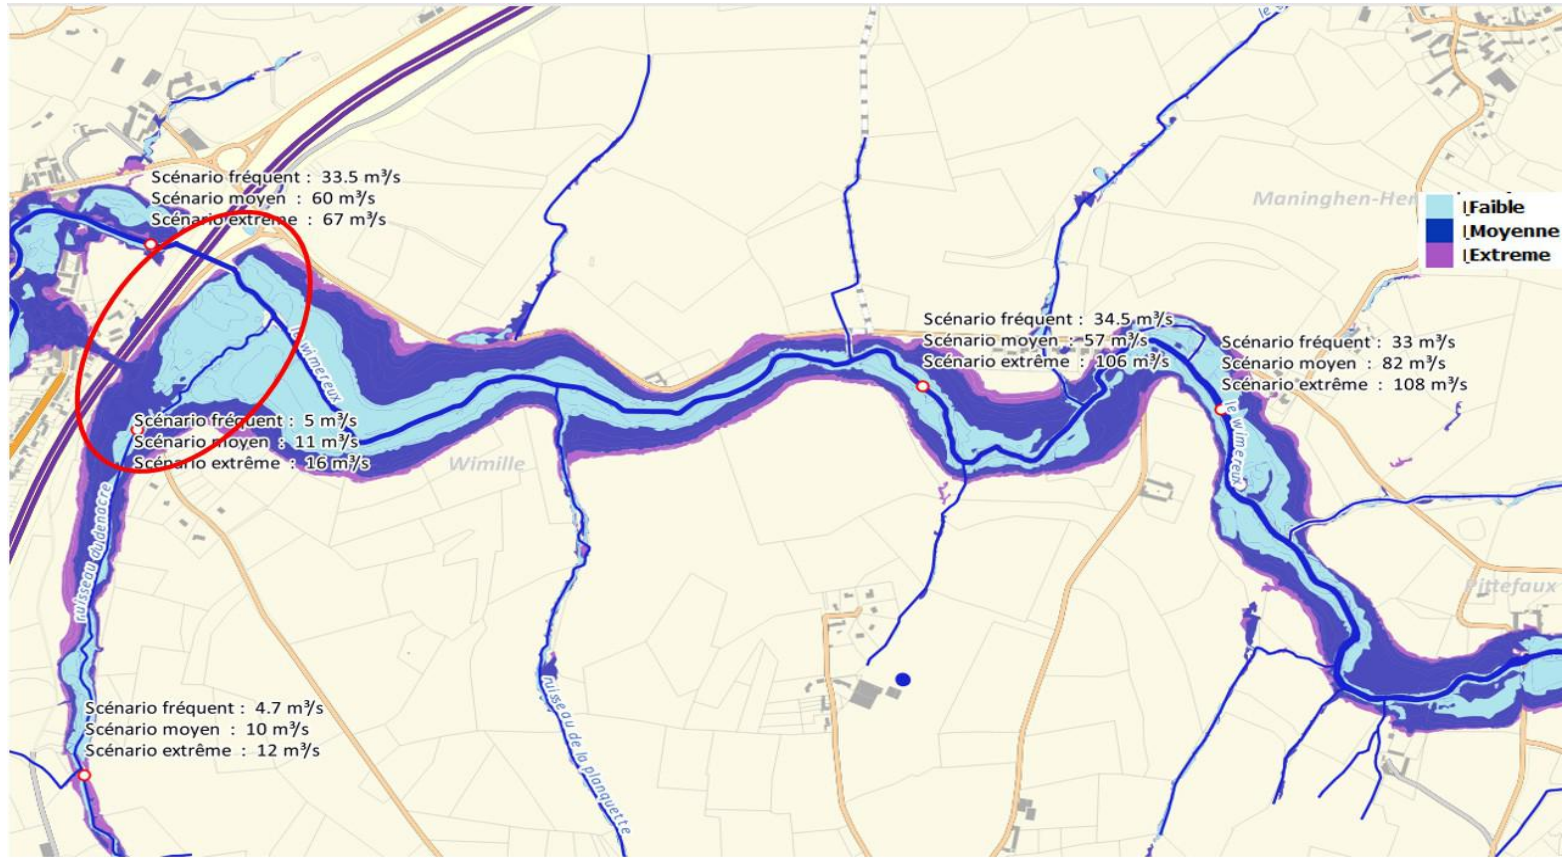 Scénario fréquent : 33.5 m³/s
Scénario moyen : 60 m³/s
Scénario extrême : 67 m³/s
Maninghen-Hen
Faible
Moyenne
Extreme
Scénario fréquent : 34.5 m³/s
Scénario moyen : 57 m³/s
Scénario extrême : 106 m³/s
Scénario fréquent : 33 m³/s
Scénario moyen : 82 m³/s
Scénario extrême : 108 m³/s
le wimereux
le wimereux
Scénario fréquent : 5 m³/s
Scénario moyen : 11 m³/s
Scénario extrême : 16 m³/s
Wimille
ruisseau du denacre
Pittefaux
Scénario fréquent : 4.7 m³/s
Scénario moyen : 10 m³/s
Scénario extrême : 12 m³/s
ruisseau de la planquette